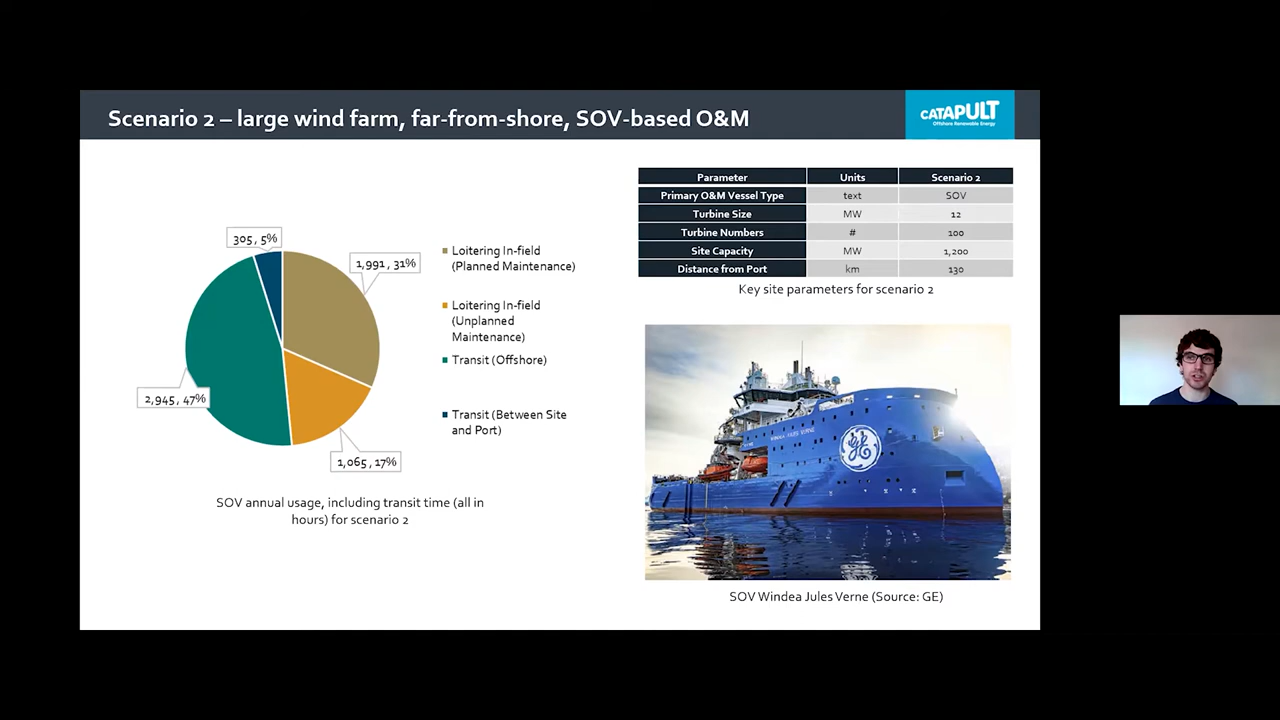 Scenario 2 – large wind farm, far-from-shore, SOV-based O&M
CATAPULT
Offshore Renewable Energy
305 , 5%
1,991 , 31%
2,945 , 47%
1,065 , 17%
Loitering In-field
(Planned Maintenance)
Loitering In-field
(Unplanned
Maintenance)
Transit (Offshore)
Transit (Between Site
and Port)
SOV annual usage, including transit time (all in
hours) for scenario 2
Parameter Units Scenario 2
Primary O&M Vessel Type text SOV
Turbine Size MW 12
Turbine Numbers # 100
Site Capacity MW 1,200
Distance from Port km 130
Key site parameters for scenario 2
WINDEA JULES VERNE
GE
SOV Windea Jules Verne (Source: GE)